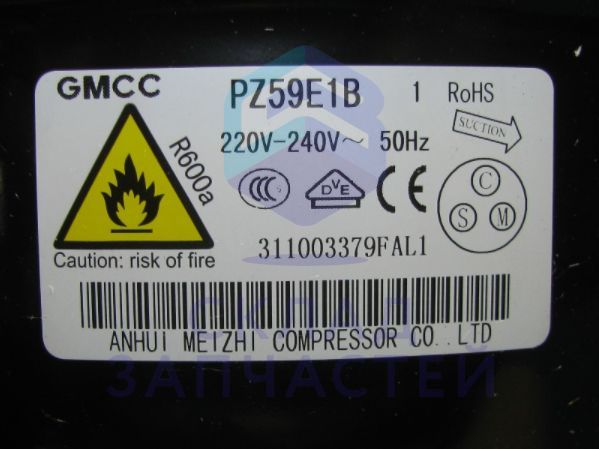 GMCC
PZ59E1B 1 RoHS
220V-240V～ 50Hz
SUCTION
R600a
CCC S
DVE
CE
C
S M
Caution: risk of fire
311003379FAL1
ANHUI MEIZHI COMPRESSOR CO..LTD
СКЛАД
ЗАПЧАСТЕЙ